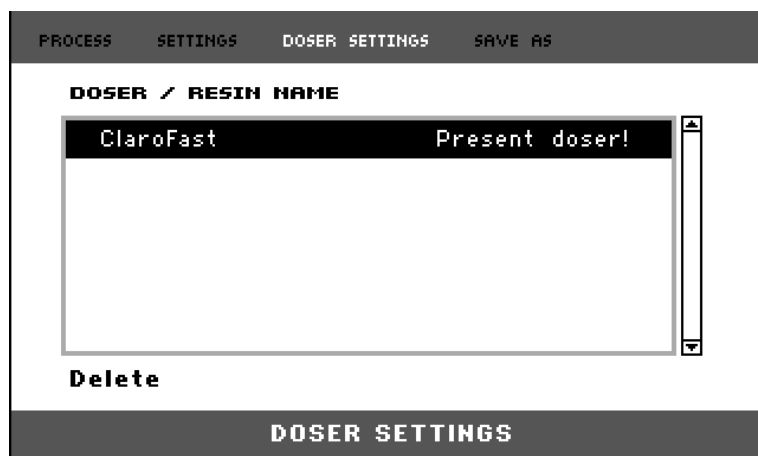 PROCESS SETTINGS DOSER SETTINGS SAVE AS
DOSER / RESIN NAME
ClaroFast Present doser!
Delete
DOSER SETTINGS